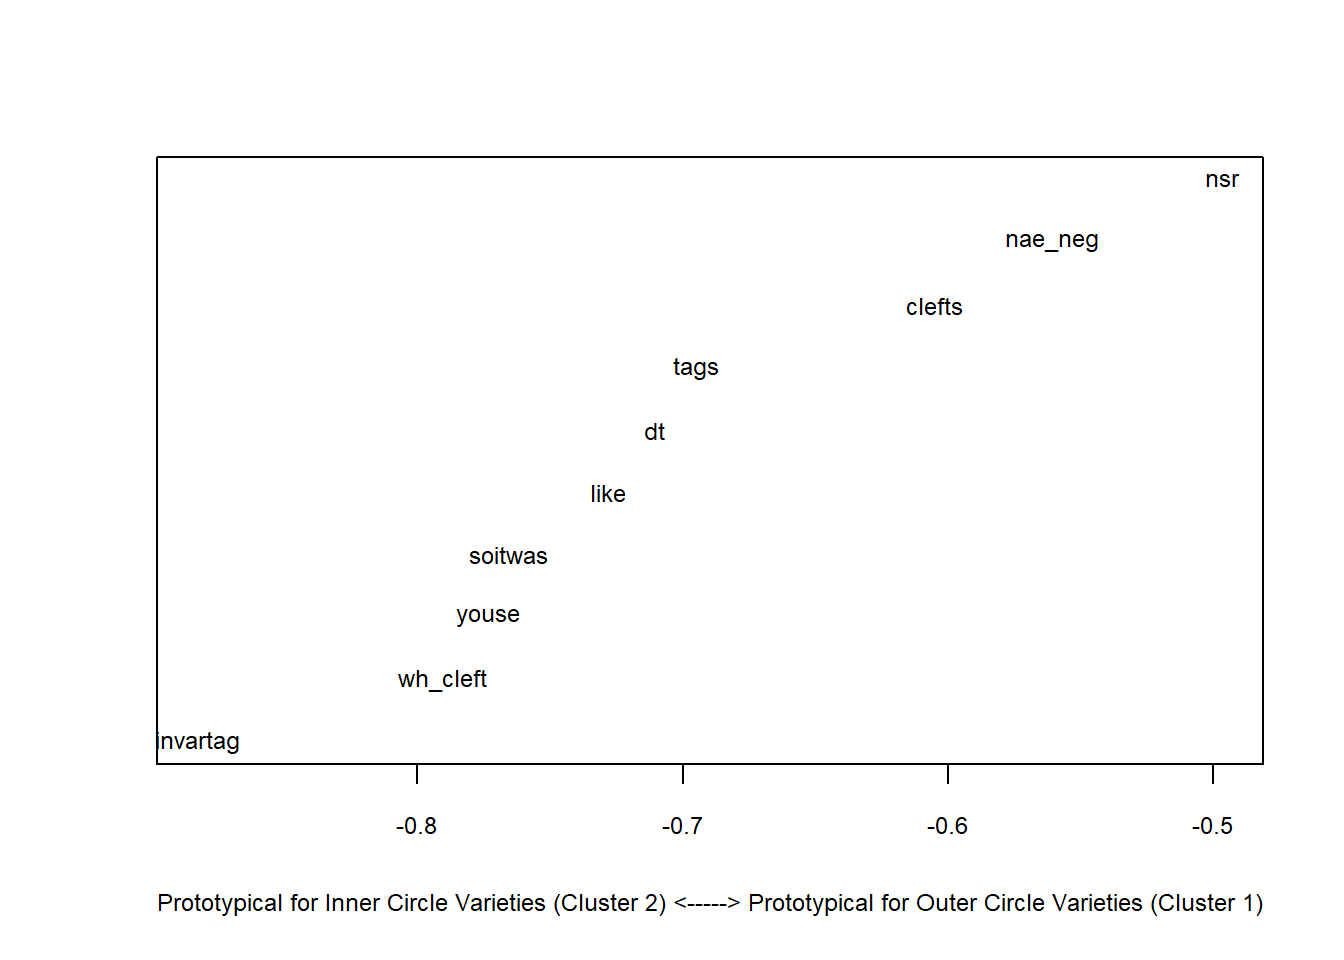 nsr
nae_neg
clefts
tags
dt
like
soitwas
youse
wh_cleft
invartag
-0.8 -0.7 -0.6 -0.5
Prototypical for Inner Circle Varieties (Cluster 2) <-----> Prototypical for Outer Circle Varieties (Cluster 1)